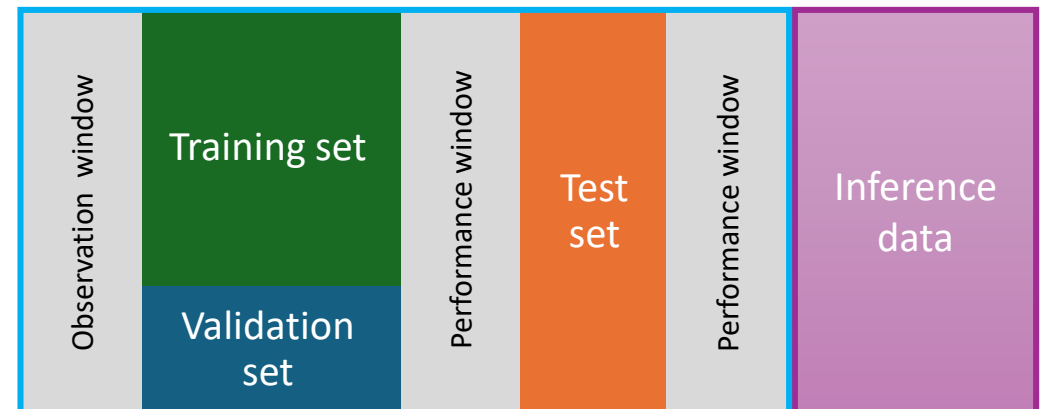 Observation window
Training set
Validation
set
Performance window
Test
set
Performance window
Inference
data